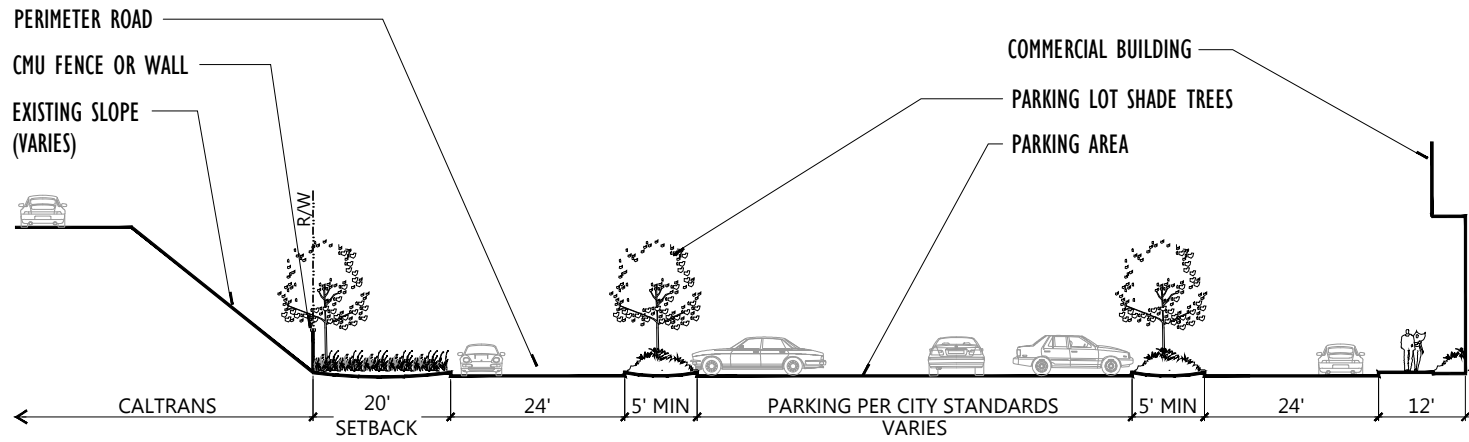 PERIMETER ROAD
CMU FENCE OR WALL
EXISTING SLOPE
(VARIES)
COMMERCIAL BUILDING
PARKING LOT SHADE TREES
PARKING AREA
R/W
CALTRANS
20'
SETBACK
24'
5' MIN
PARKING PER CITY STANDARDS
VARIES
5' MIN
24'
12'